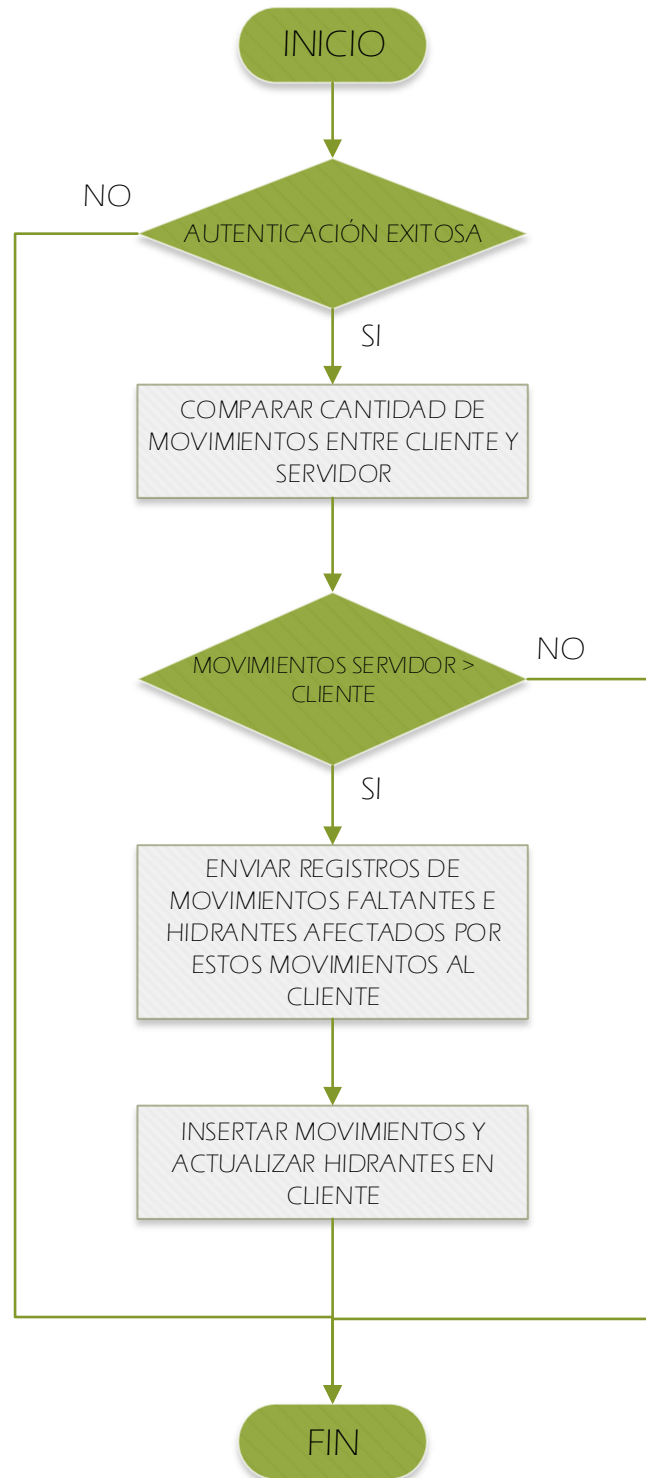 INICIO
NO
AUTENTICACIÓN EXITOSA
SI
COMPARAR CANTIDAD DE
MOVIMIENTOS ENTRE CLIENTE Y
SERVIDOR
MOVIMIENTOS SERVIDOR >
CLIENTE
NO
SI
ENVIAR REGISTROS DE
MOVIMIENTOS FALTANTES E
HIDRANTES AFECTADOS POR
ESTOS MOVIMIENTOS AL
CLIENTE
INSERTAR MOVIMIENTOS Y
ACTUALIZAR HIDRANTES EN
CLIENTE
FIN